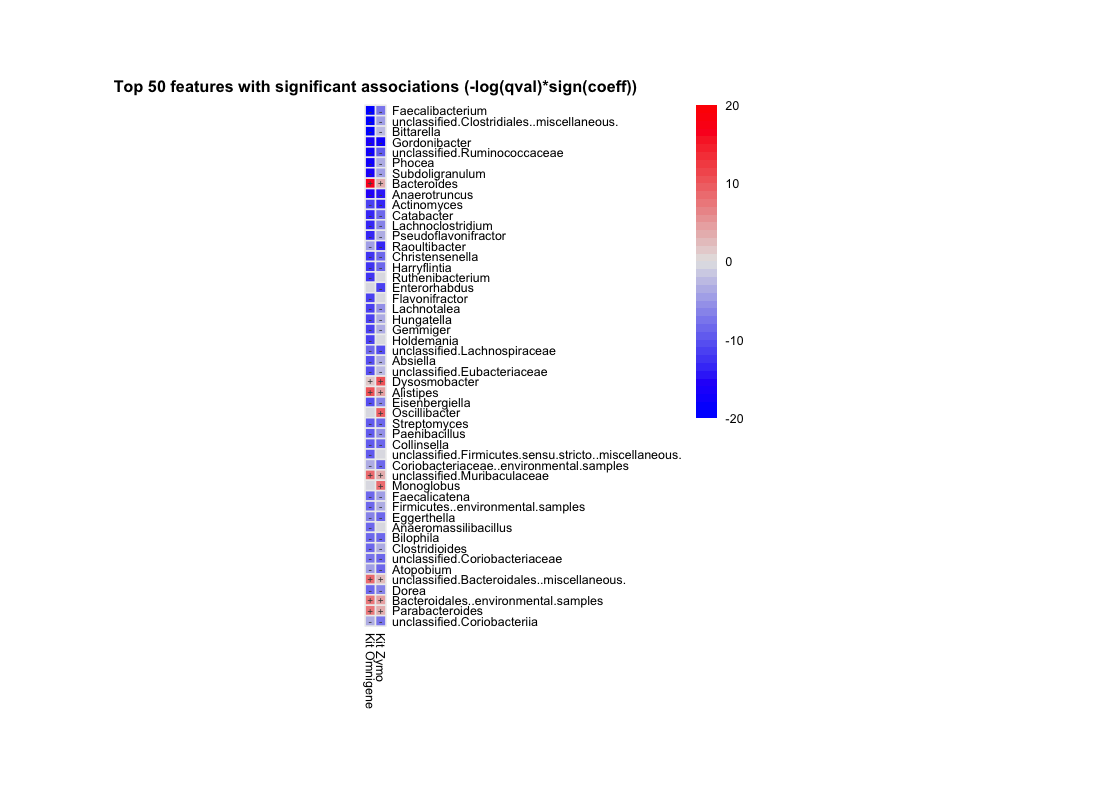 Top 50 features with significant associations (-log(qval)*sign(coeff))
Faecalibacterium
unclassified.Clostridiales..miscellaneous.
Bittarella
Gordonibacter
unclassified.Ruminococcaceae
Phocea
Subdoligranulum
Bacteroides
Anaerotruncus
Actinomyces
Catabacter
Lachnoclostridium
Pseudoflavonifractor
Raoultibacter
Christensenella
Harryflintia
Ruthenibacterium
Enterorhabdus
Flavonifractor
Lachnotalea
Hungatella
Gemmiger
Holdemania
unclassified.Lachnospiraceae
Absiella
unclassified.Eubacteriaceae
Dysosmobacter
Alistipes
Eisenbergiella
Oscillibacter
Streptomyces
Paenibacillus
Collinsella
unclassified.Firmicutes.sensu.stricto..miscellaneous.
Coriobacteriaceae..environmental.samples
unclassified.Muribaculaceae
Monoglobus
Faecalicatena
Firmicutes..environmental.samples
Eggerthella
Anaeromassilibacillus
Bilophila
Clostridioides
unclassified.Coriobacteriaceae
Atopobium
unclassified.Bacteroidales..miscellaneous.
Dorea
Bacteroidales..environmental.samples
Parabacteroides
unclassified.Coriobacteriia
Kit Omnigene
Kit Zymo
20
10
0
-10
-20